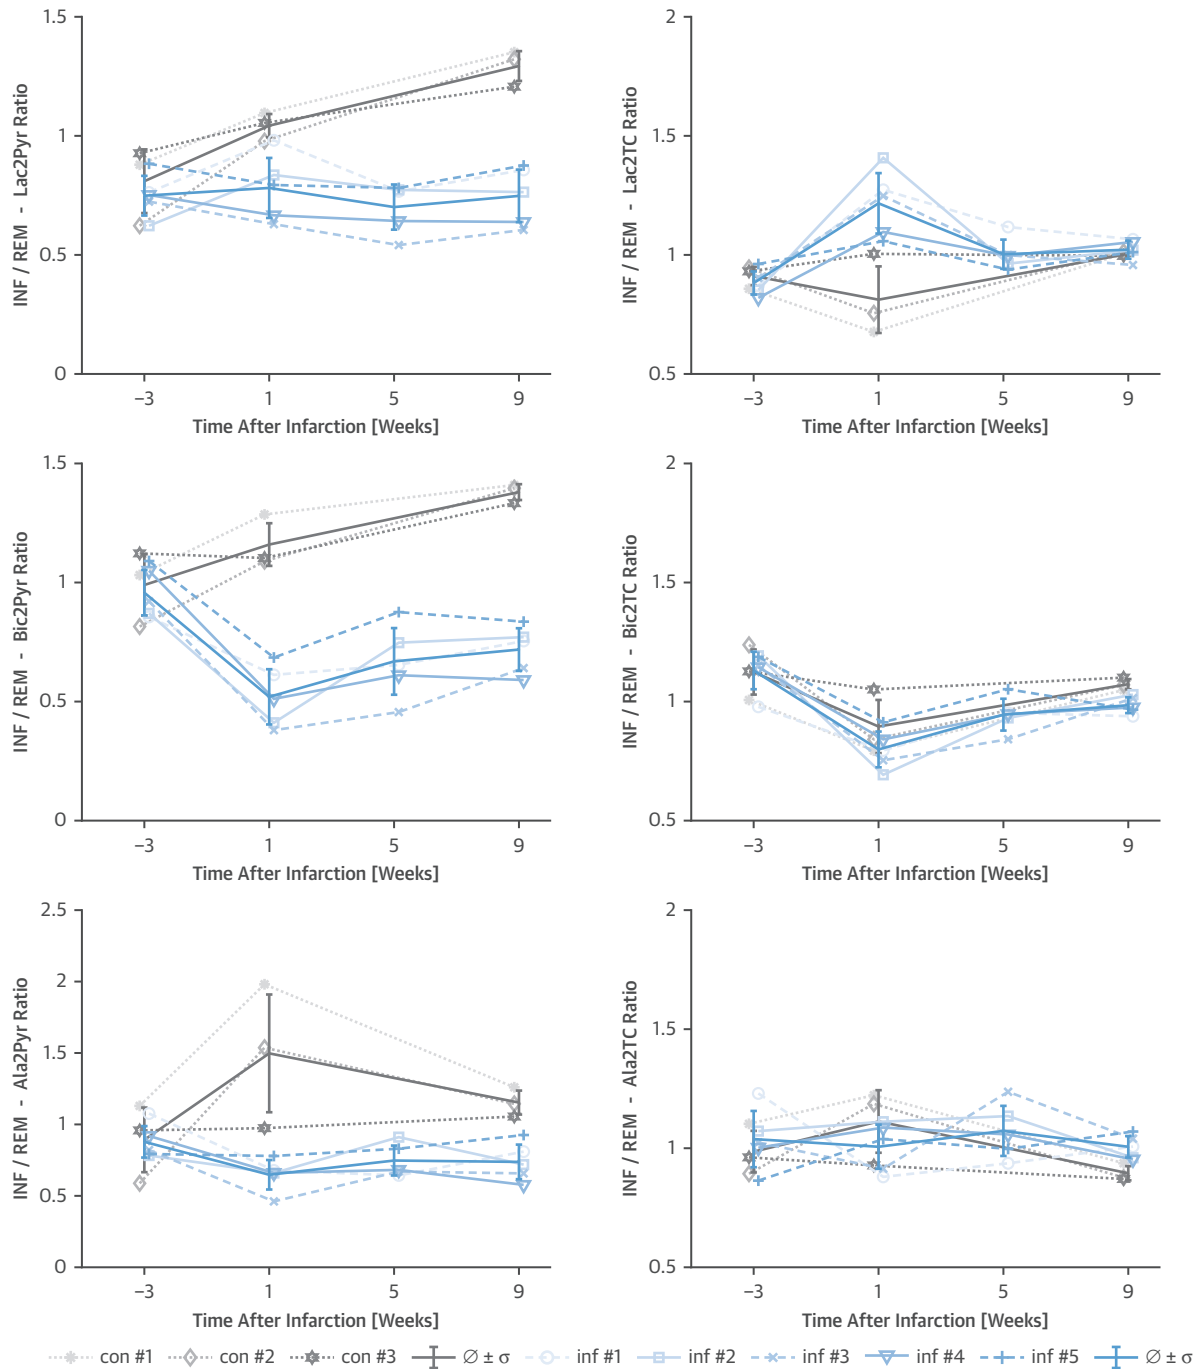 INF / REM - Lac2Pyr Ratio
1.5
1
0.5
0
–3 1 5 9
Time After Infarction [Weeks]
INF / REM - Lac2TC Ratio
2
1.5
1
0.5
–3 1 5 9
Time After Infarction [Weeks]
INF / REM - Bic2Pyr Ratio
1.5
1
0.5
0
–3 1 5 9
Time After Infarction [Weeks]
INF / REM - Bic2TC Ratio
2
1.5
1
0.5
–3 1 5 9
Time After Infarction [Weeks]
INF / REM - Ala2Pyr Ratio
2.5
2
1.5
1
0.5
0
–3 1 5 9
Time After Infarction [Weeks]
INF / REM - Ala2TC Ratio
2
1.5
1
0.5
–3 1 5 9
Time After Infarction [Weeks]
con #1 con #2 con #3 ∅ ± σ inf #1 inf #2 inf #3 inf #4 inf #5 ∅ ± σ